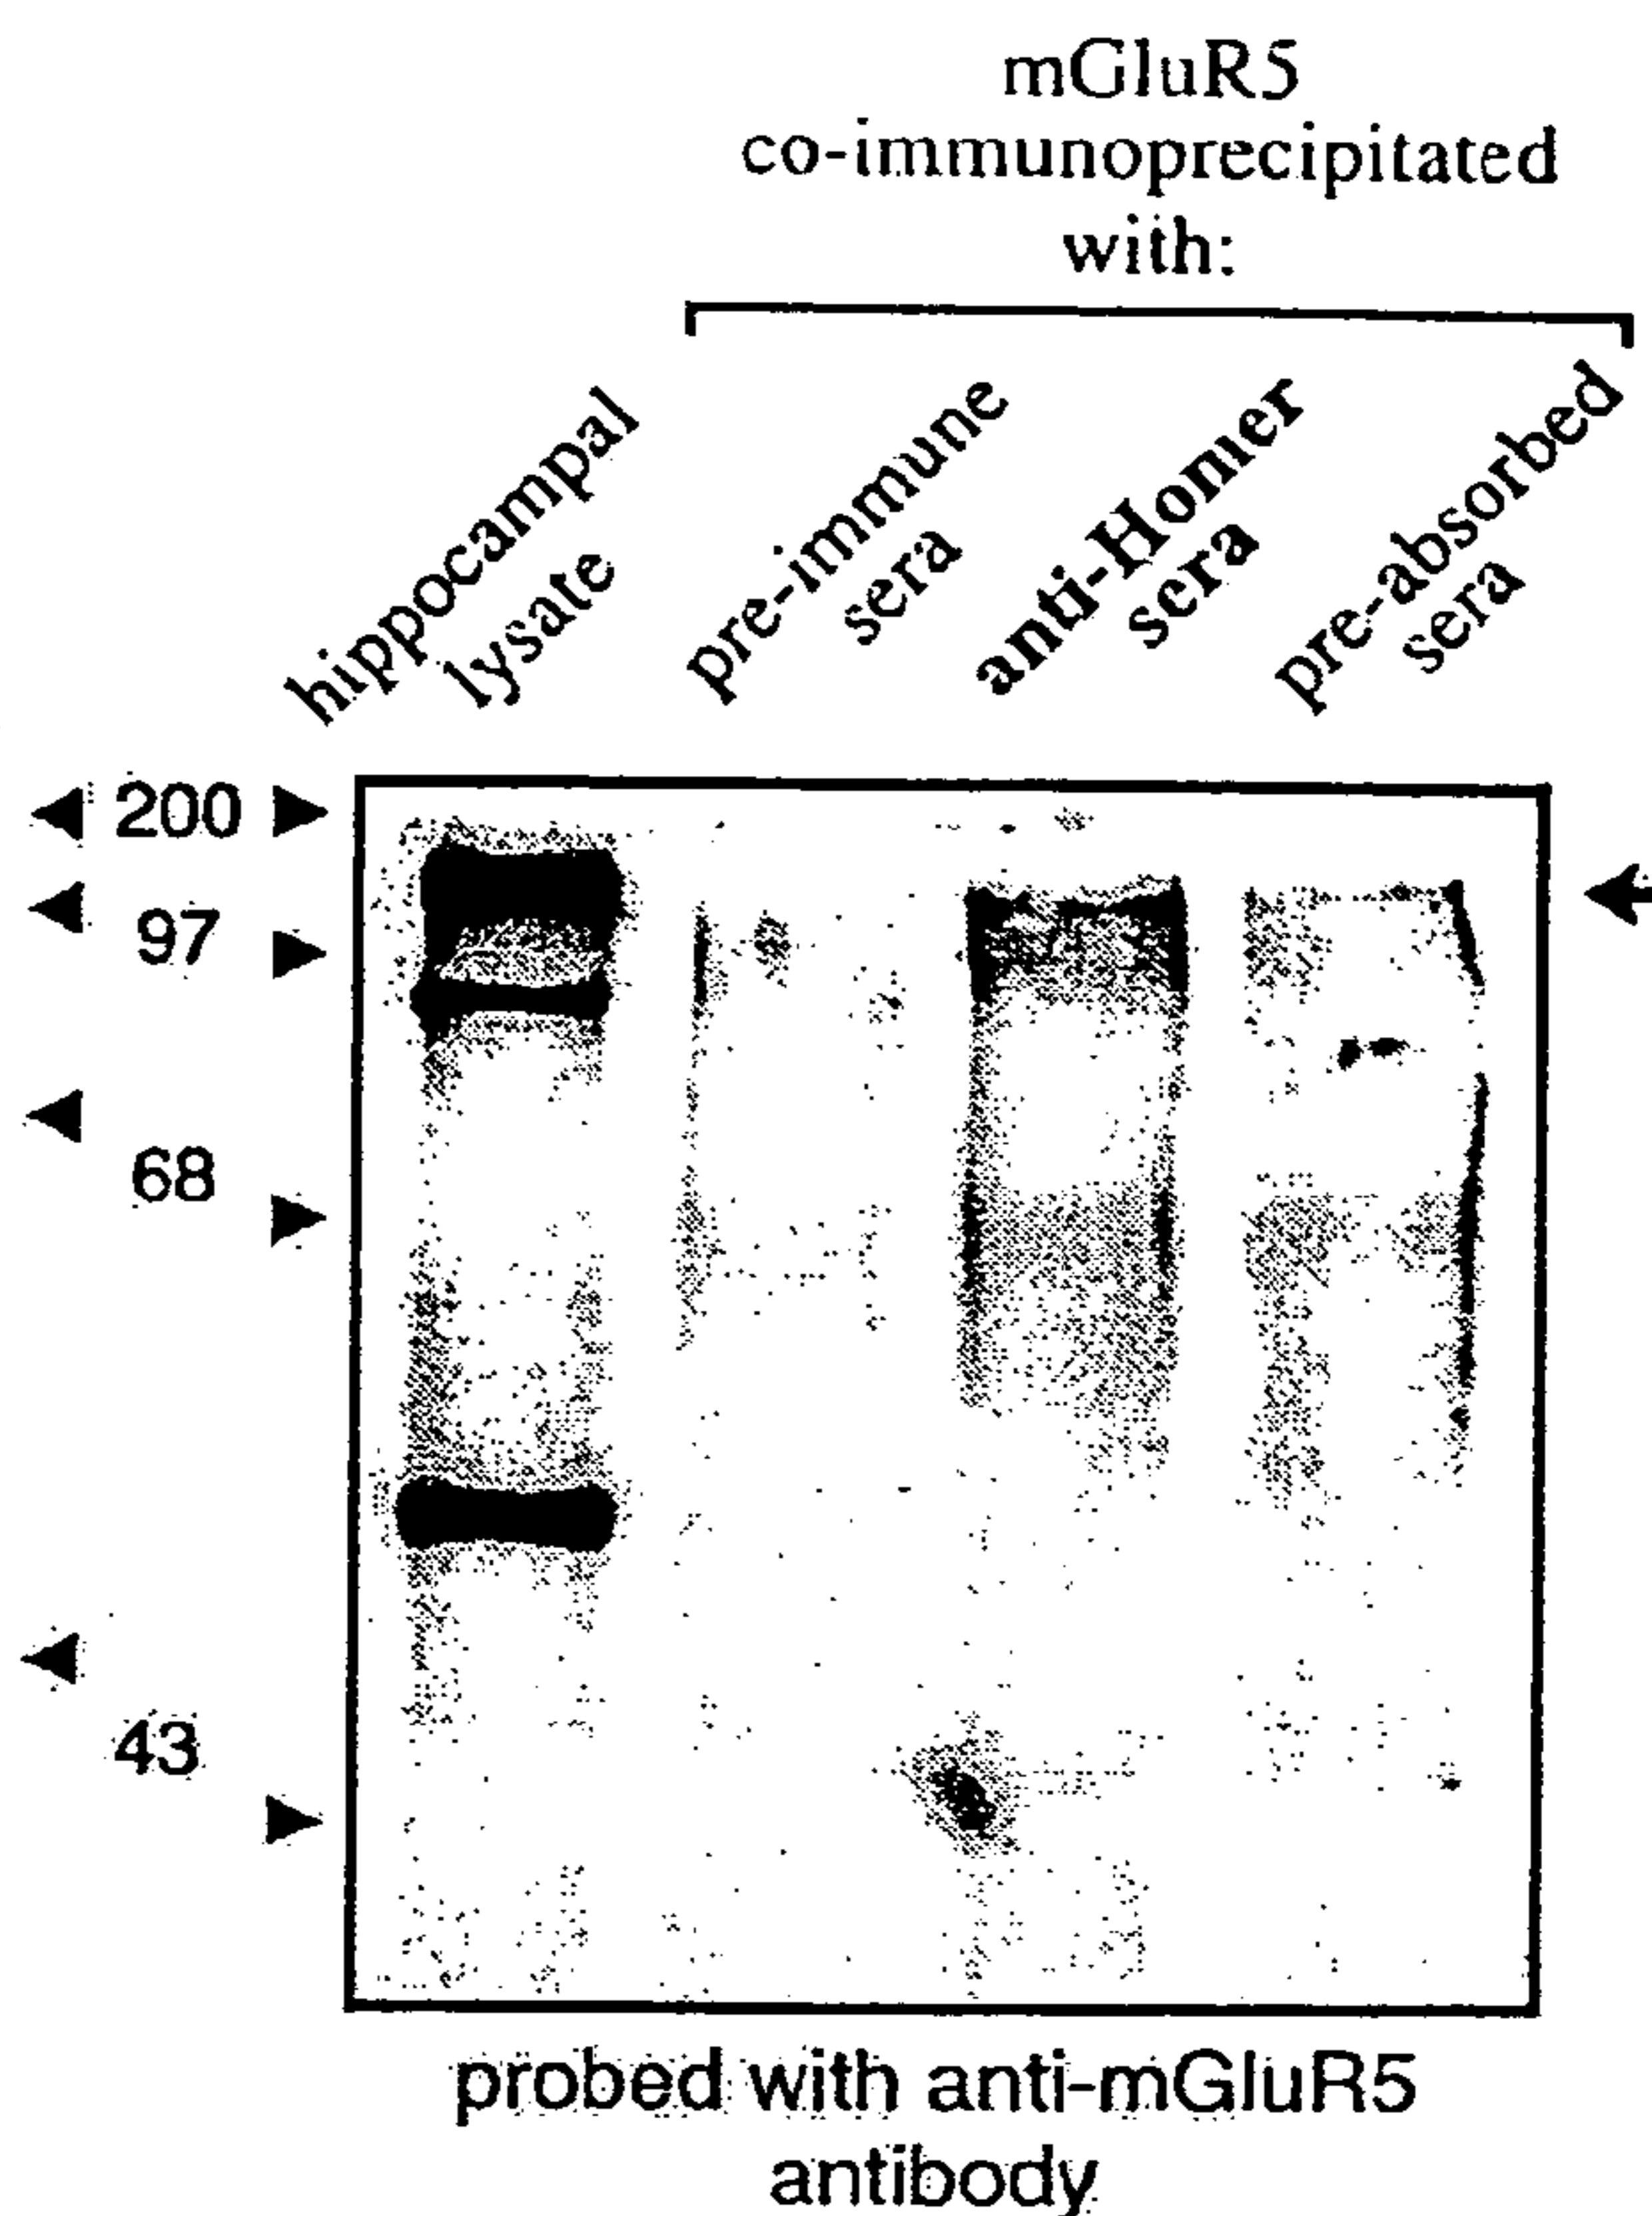 mGluR5
co-immunoprecipitated
with:
hippocampal
lysate
pre-immune
sera
anti-Homer
sera
pre-absorbed
sera
200
97
68
43
probed with anti-mGluR5
antibody